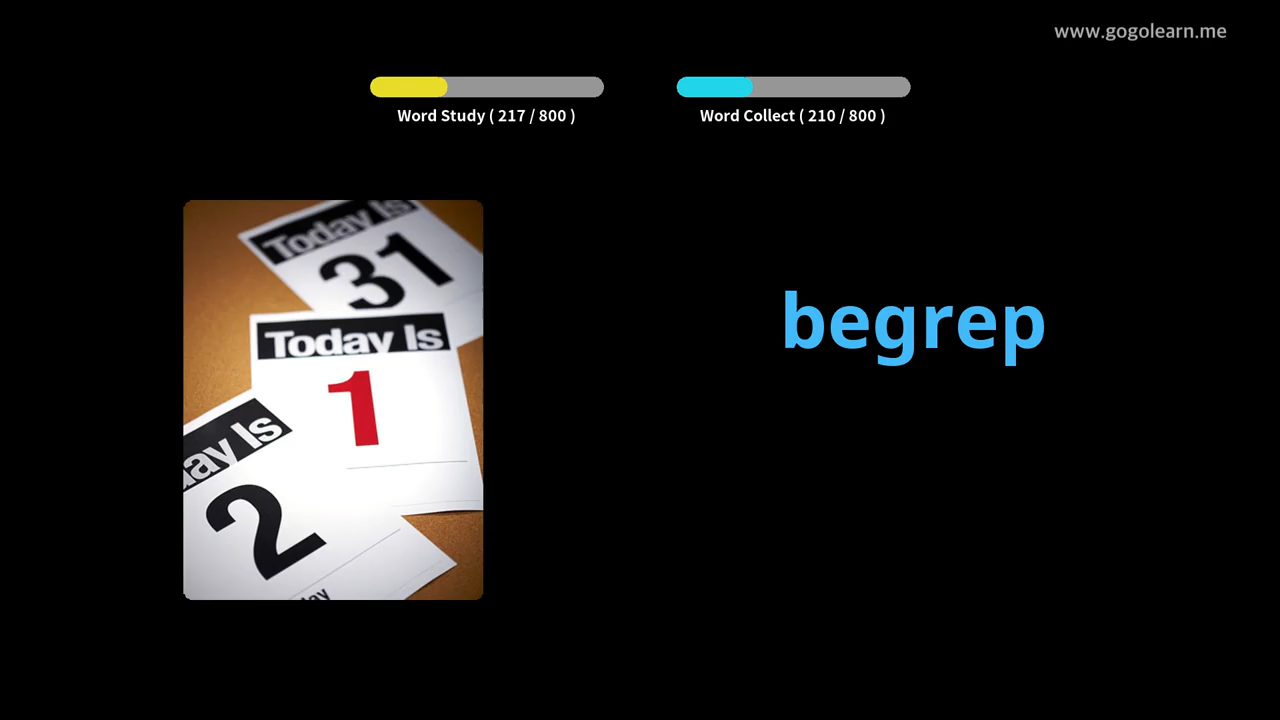 www.gogolearn.me
Word Study ( 217 / 800 )
Word Collect ( 210 / 800 )
Today Is
31
Today Is
1
ay Is
2
begrep